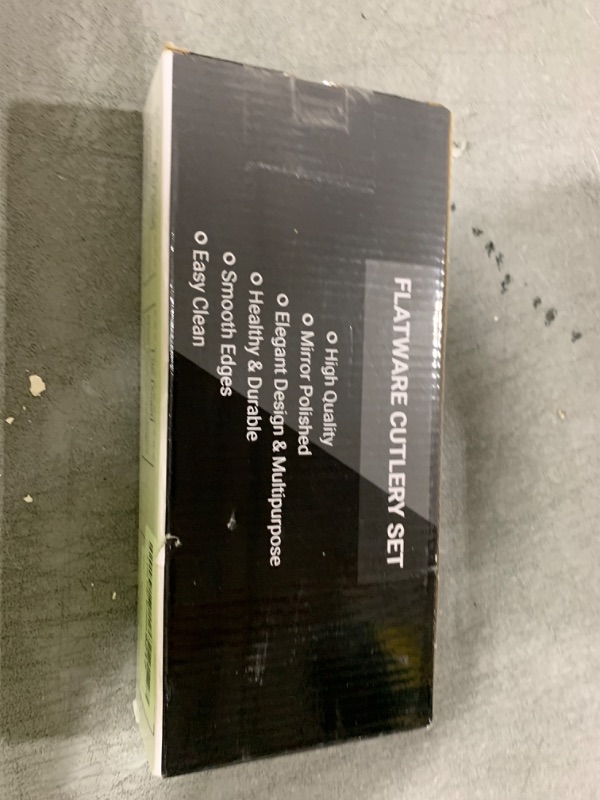 FLATWARE CUTLERY SET
o High Quality
o Mirror Polished
o Elegant Design & Multipurpose
o Healthy & Durable
o Smooth Edges
o Easy Clean